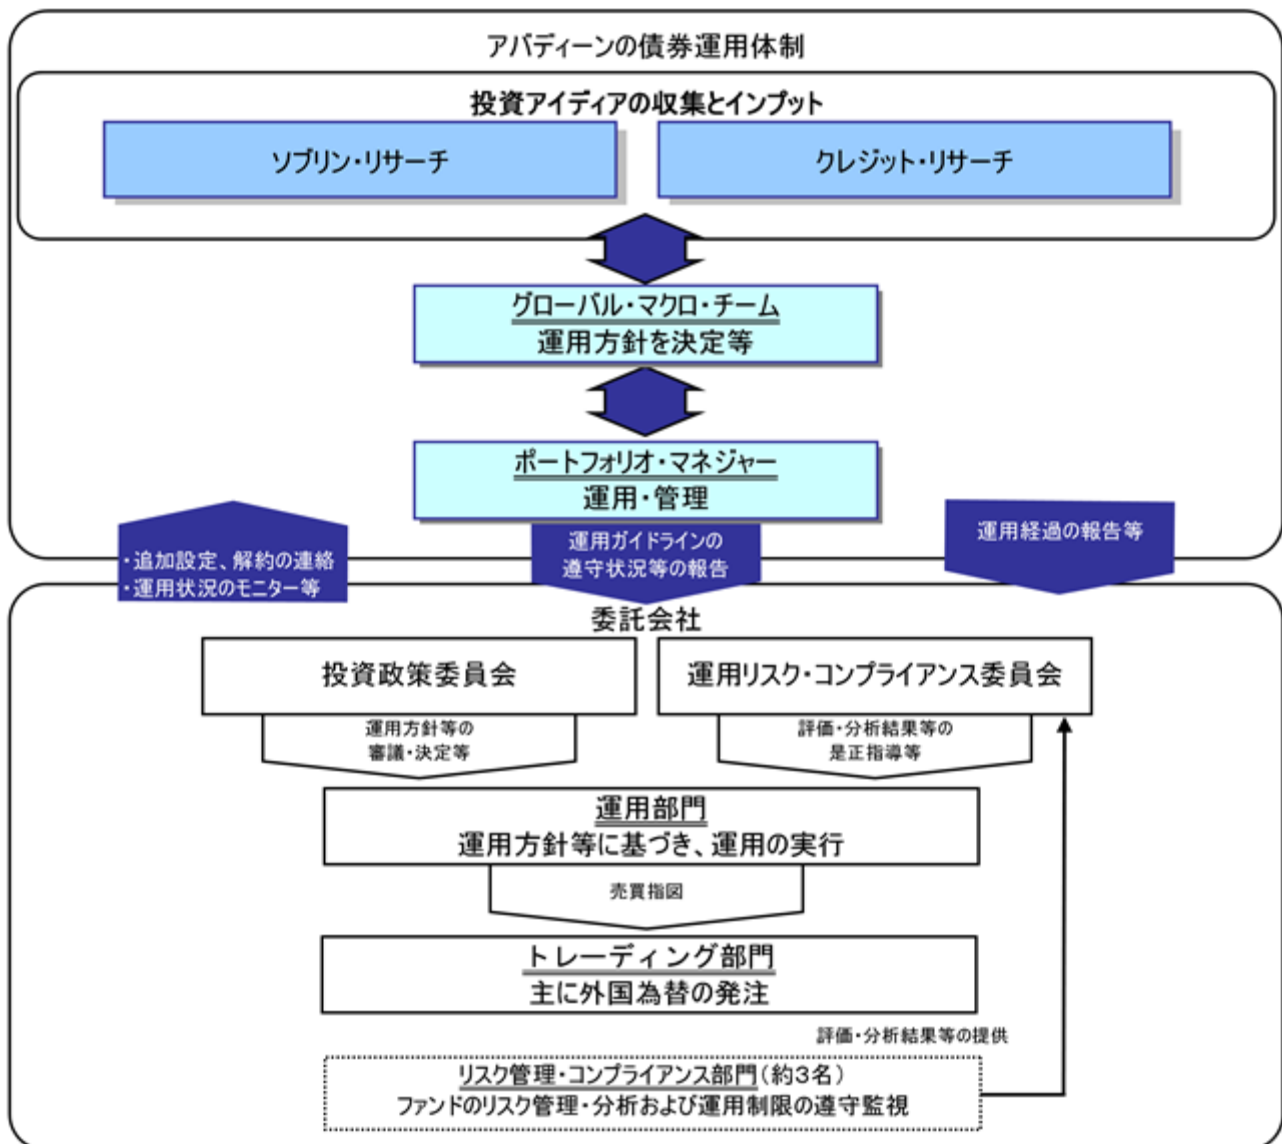 アバディーンの債券運用体制
投資アイディアの収集とインプット
ソブリン・リサーチ
クレジット・リサーチ
グローバル・マクロ・チーム
運用方針を決定等
ポートフォリオ・マネジャー
運用・管理
・追加設定、解約の連絡
・運用状況のモニター等
運用ガイドラインの
遵守状況等の報告
運用経過の報告等
委託会社
投資政策委員会
運用リスク・コンプライアンス委員会
運用方針等の
審議・決定等
評価・分析結果等の
是正指導等
運用部門
運用方針等に基づき、運用の実行
売買指図
トレーディング部門
主に外国為替の発注
評価・分析結果等の提供
リスク管理・コンプライアンス部門(約3名)
ファンドのリスク管理・分析および運用制限の遵守監視